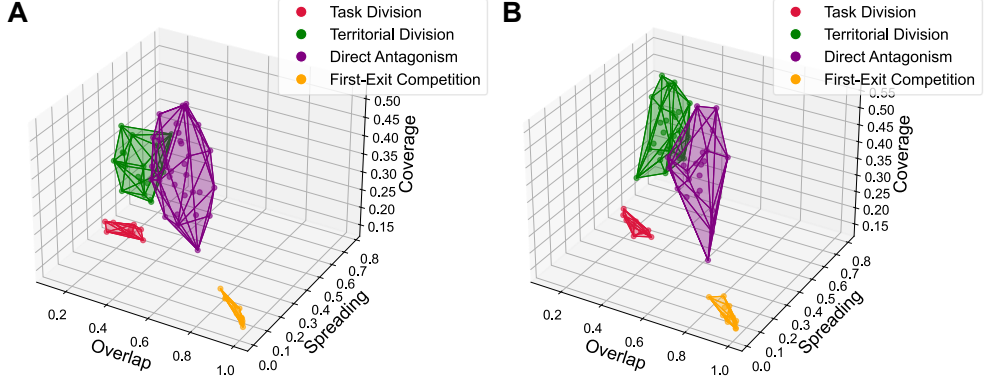 A
Task Division
Territorial Division
Direct Antagonism
First-Exit Competition
0.50
0.45
0.40
0.35
0.30
0.25
0.20
0.15
Coverage
0.8
0.7
0.6
0.5
0.4
0.3
0.2
0.1
0.0
Spreading
0.2
0.4
0.6
0.8
1.0
Overlap
B
Task Division
Territorial Division
Direct Antagonism
First-Exit Competition
0.55
0.50
0.45
0.40
0.35
0.30
0.25
0.20
0.15
Coverage
0.8
0.7
0.6
0.5
0.4
0.3
0.2
0.1
0.0
Spreading
0.2
0.4
0.6
0.8
1.0
Overlap